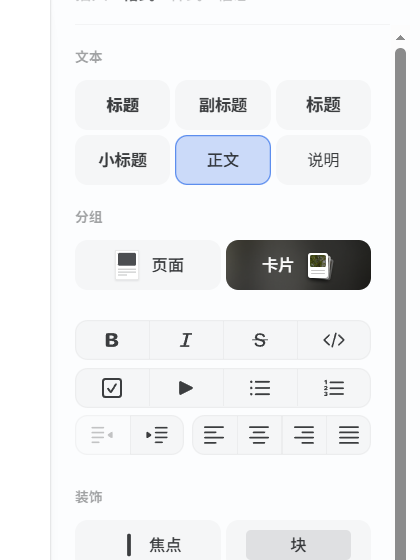 文本
标题 副标题 标题
小标题 正文 说明
分组
页面 卡片
B I S </>
装饰
焦点 块